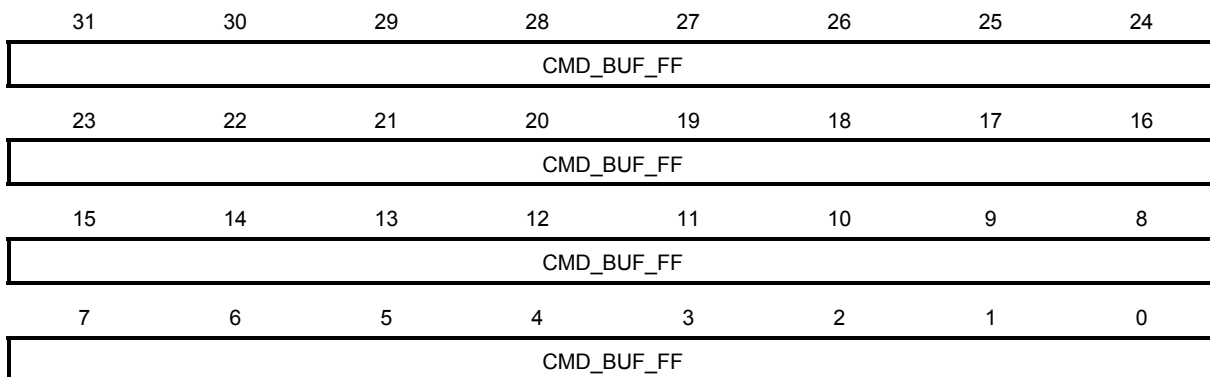 31 30 29 28 27 26 25 24
CMD_BUF_FF
23 22 21 20 19 18 17 16
CMD_BUF_FF
15 14 13 12 11 10 9 8
CMD_BUF_FF
7 6 5 4 3 2 1 0
CMD_BUF_FF